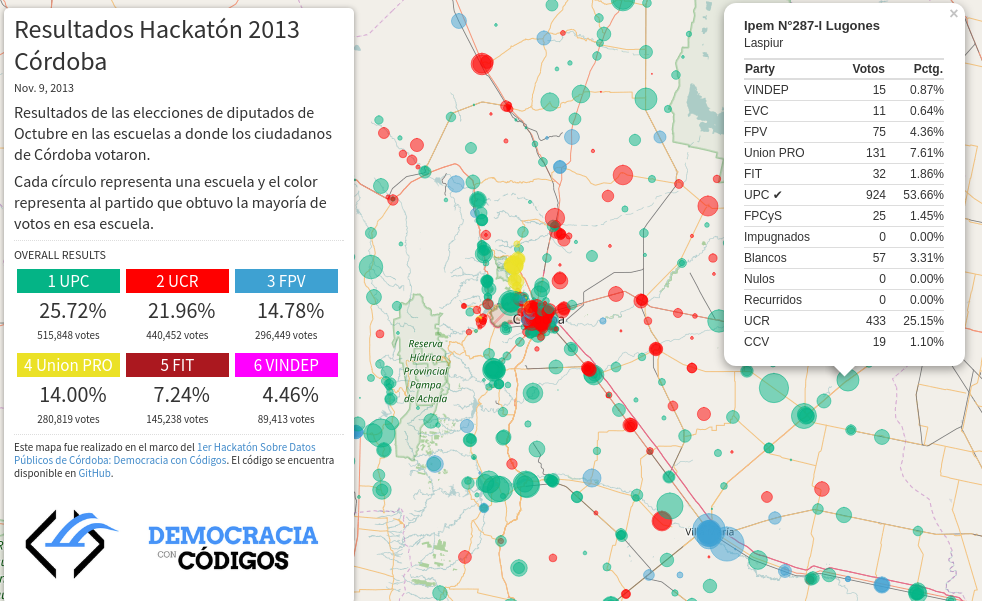 Resultados Hackatón 2013
Córdoba
Nov. 9, 2013
Resultados de las elecciones de diputados de
Octubre en las escuelas a donde los ciudadanos
de Córdoba votaron.
Cada círculo representa una escuela y el color
representa al partido que obtuvo la mayoría de
votos en esa escuela.
OVERALL RESULTS
1 UPC 2 UCR 3 FPV
25.72% 21.96% 14.78%
515,848 votes 440,452 votes 296,449 votes
4 Union PRO 5 FIT 6 VINDEP
14.00% 7.24% 4.46%
280,819 votes 145,238 votes 89,413 votes
Este mapa fue realizado en el marco del 1er Hackatón Sobre Datos
Públicos de Córdoba: Democracia con Códigos. El código se encuentra
disponible en GitHub.
DEMOCRACIA
CON CÓDIGOS
Reserva
Hídrica
Provincial
Pampa
de Achala
×
Ipem N°287-I Lugones
Laspiur
Party Votos Pctg.
VINDEP 15 0.87%
EVC 11 0.64%
FPV 75 4.36%
Union PRO 131 7.61%
FIT 32 1.86%
UPC ✔ 924 53.66%
FPCyS 25 1.45%
Impugnados 0 0.00%
Blancos 57 3.31%
Nulos 0 0.00%
Recurridos 0 0.00%
UCR 433 25.15%
CCV 19 1.10%